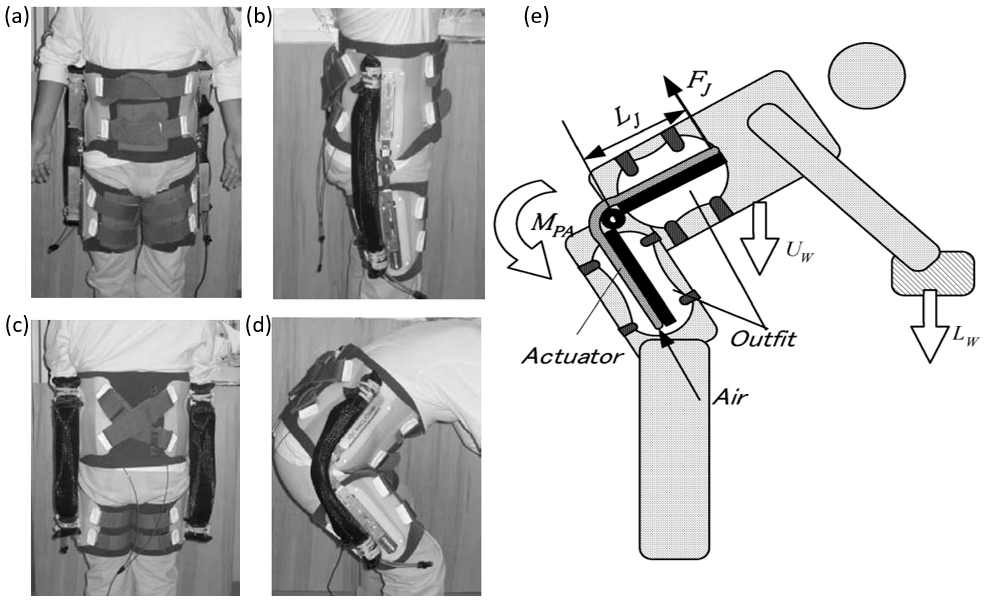 (a)
(b)
(c)
(d)
(e)
F_J
L_J
M_PA
U_W
Outfit
L_W
Actuator
Air